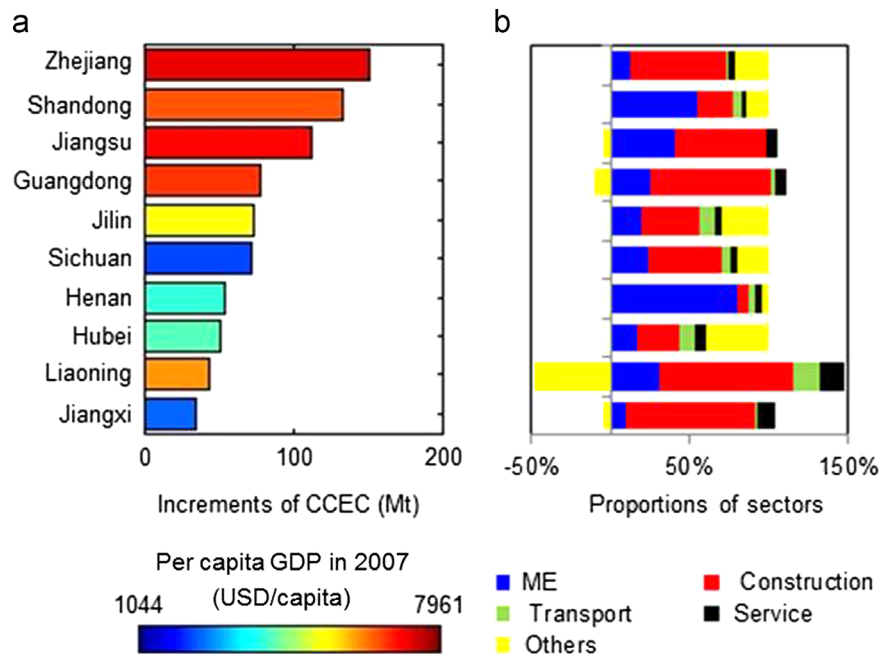 a
b
Zhejiang
Shandong
Jiangsu
Guangdong
Jilin
Sichuan
Henan
Hubei
Liaoning
Jiangxi
0 100 200
-50% 50% 150%
Increments of CCEC (Mt)
Proportions of sectors
Per capita GDP in 2007
(USD/capita)
1044 7961
ME
Construction
Transport
Service
Others